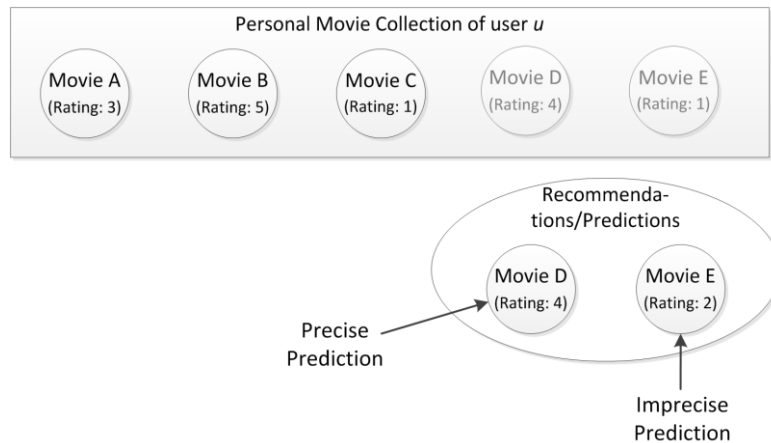 Personal Movie Collection of user u
Movie A
(Rating: 3)
Movie B
(Rating: 5)
Movie C
(Rating: 1)
Movie D
(Rating: 4)
Movie E
(Rating: 1)
Recommenda-
tions/Predictions
Movie D
(Rating: 4)
Movie E
(Rating: 2)
Precise
Prediction
Imprecise
Prediction